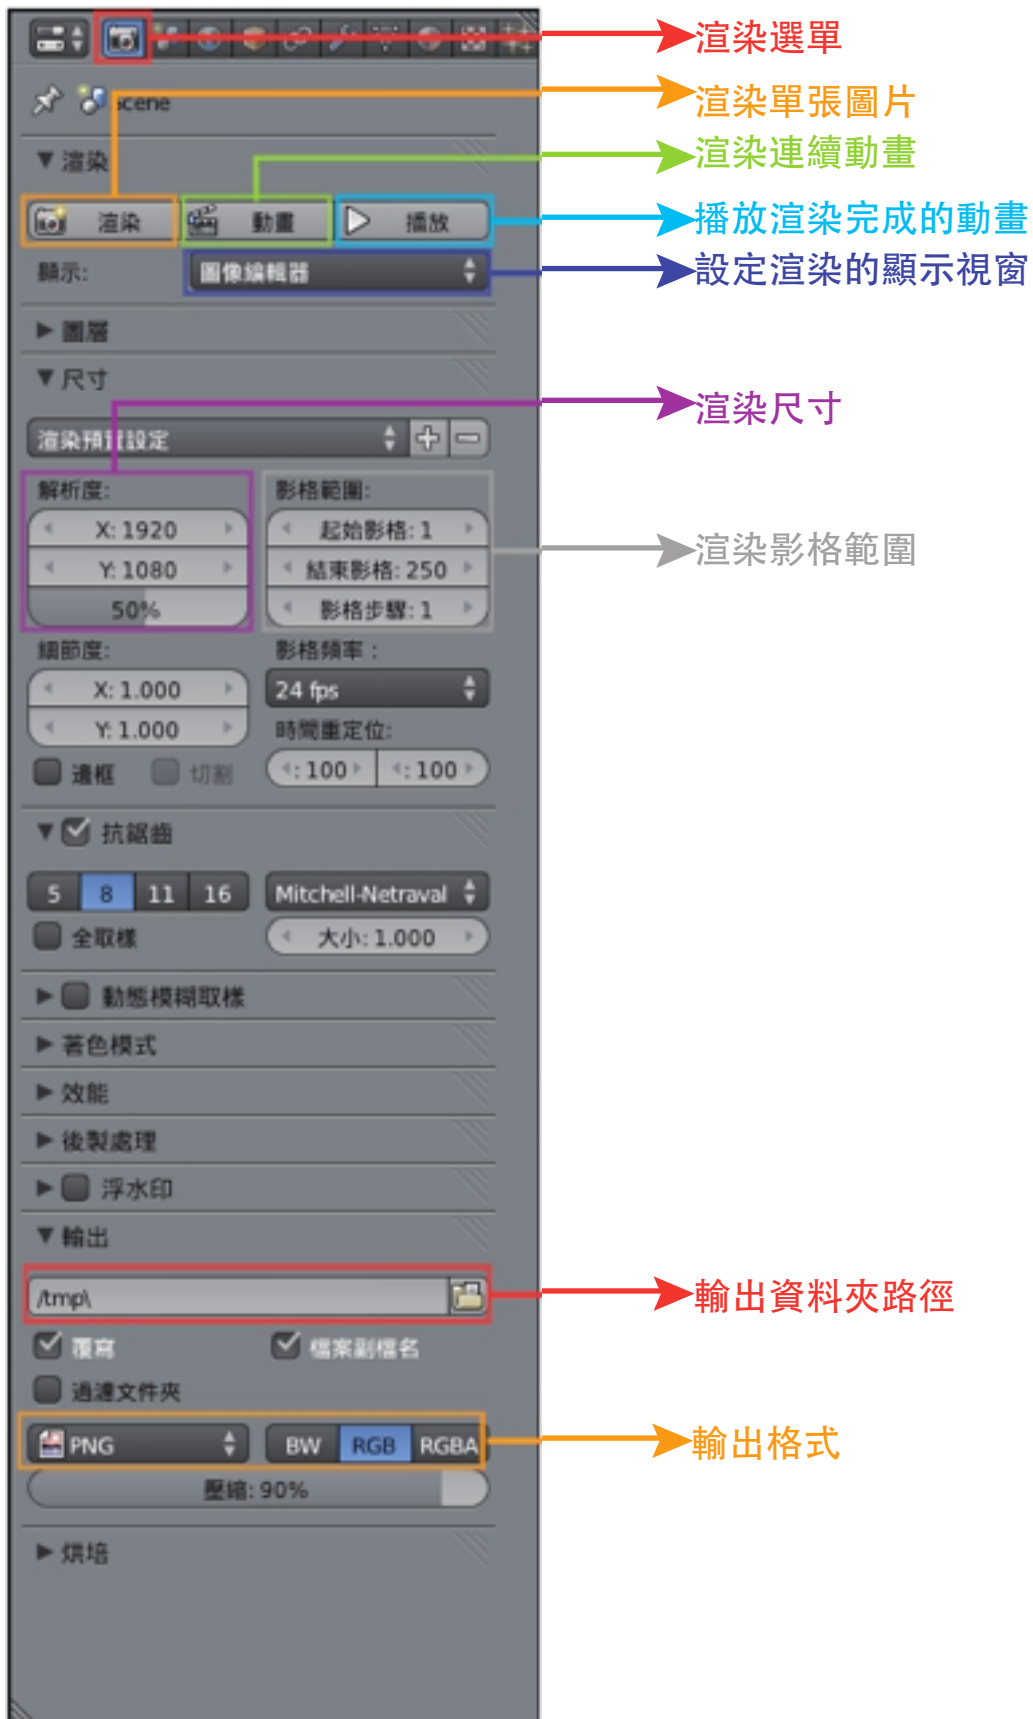 渲染選單
Scene
渲染單張圖片
▼渲染
渲染連續動畫
渲染 動畫 播放
播放渲染完成的動畫
顯示: 圖像編輯器
設定渲染的顯示視窗
▶圖層
▼尺寸
渲染尺寸
渲染預置設定
解析度: 影格範圍:
X: 1920 起始影格: 1
渲染影格範圍
Y: 1080 結束影格: 250
50% 影格步驟: 1
細節度: 影格頻率:
X: 1.000 24 fps
Y: 1.000 時間重定位:
邊框 切割 : 100 : 100
▼抗鋸齒
5 8 11 16 Mitchell-Netraval
全取樣 大小: 1.000
▶動態模糊取樣
▶著色模式
▶效能
▶後製處理
▶浮水印
▼輸出
/tmp\
輸出資料夾路徑
覆寫 檔案副檔名
過濾文件夾
PNG BW RGB RGBA
輸出格式
壓縮: 90%
▶烘培